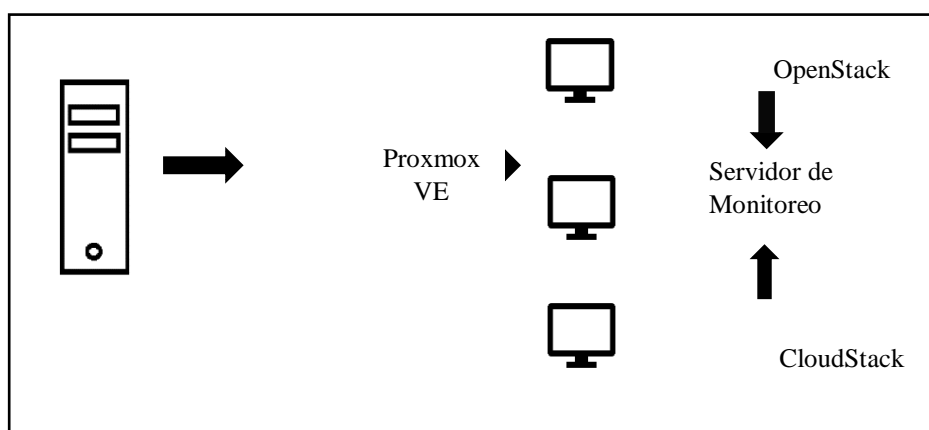 OpenStack
Proxmox
VE
Servidor de
Monitoreo
CloudStack